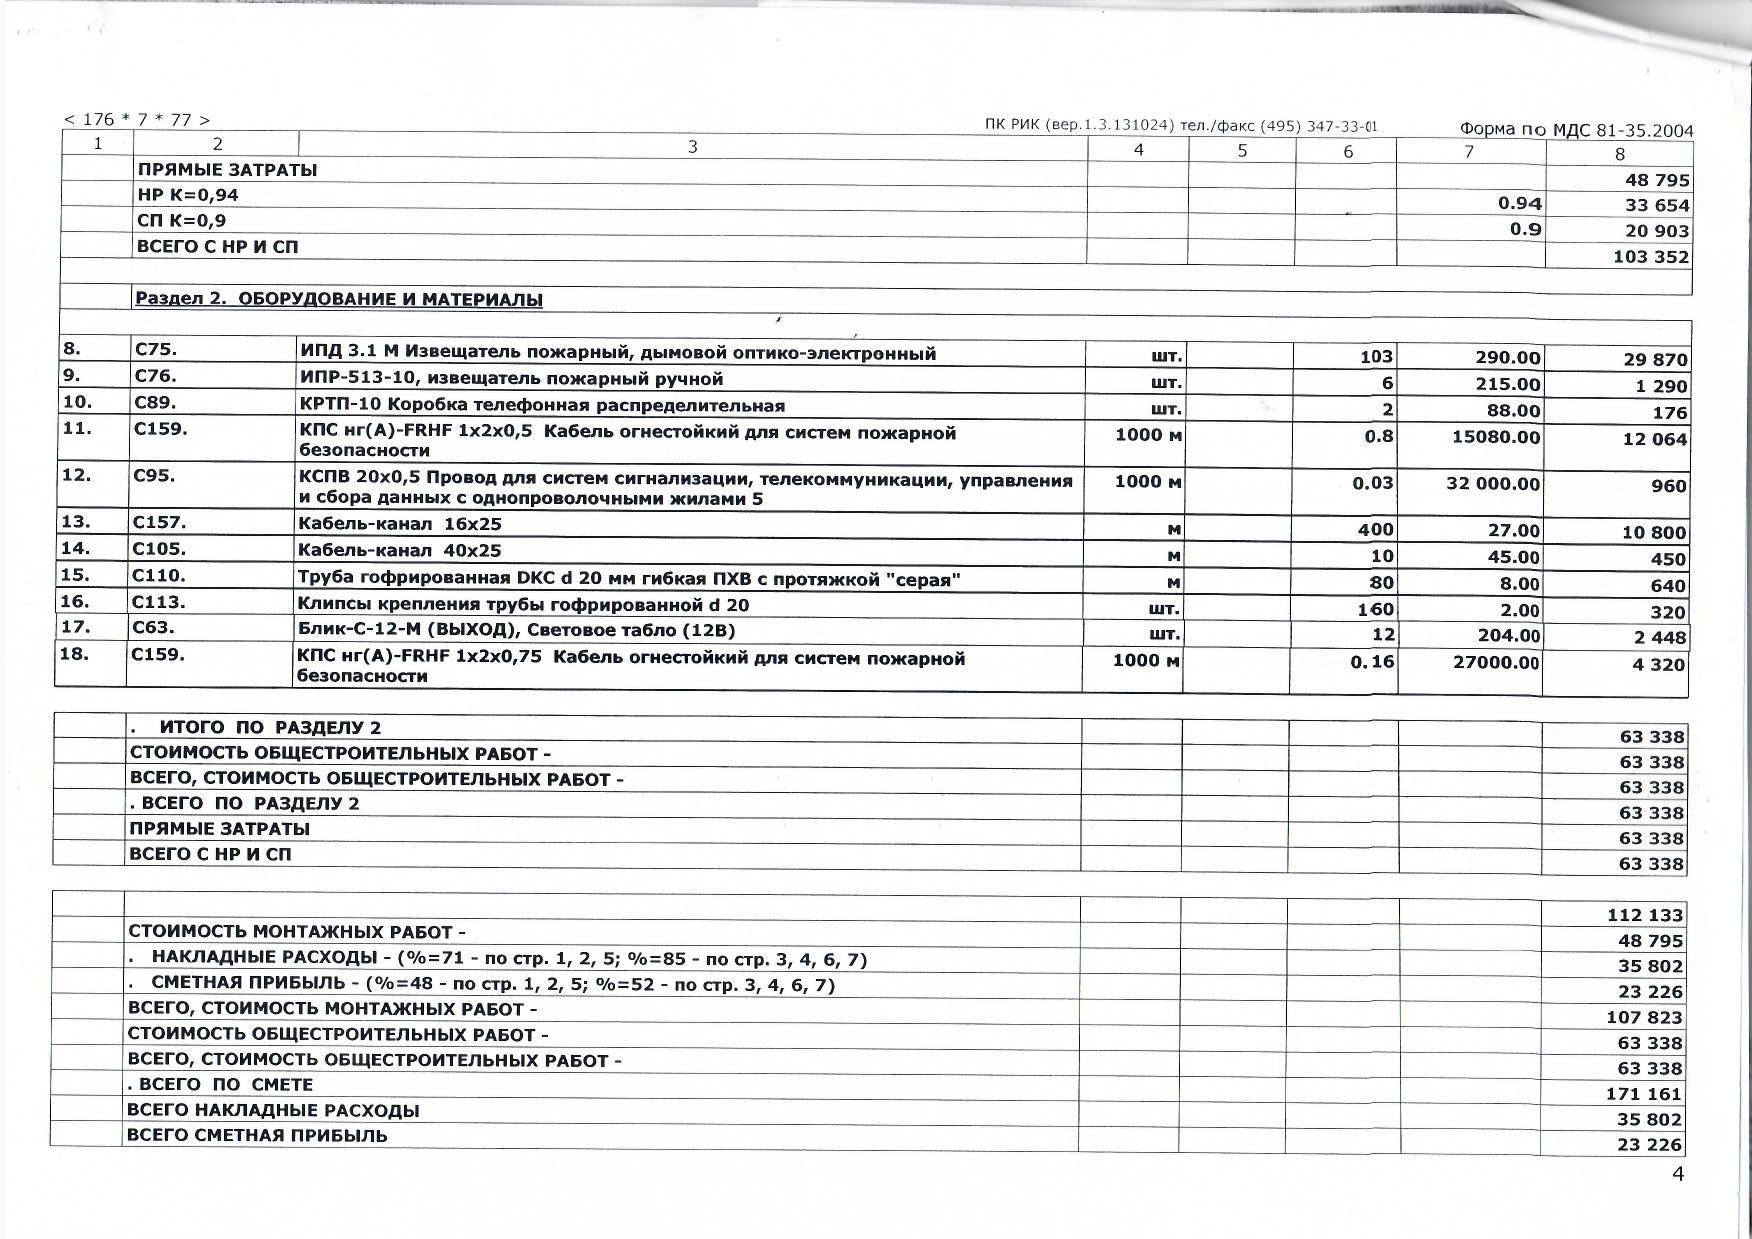 < 176 * 7 * 77 > ПК РИК (вер.1.3.131024) тел./факс (495) 347-33-01 Форма по МДС 81-35.2004
1 2 3 4 5 6 7 8
ПРЯМЫЕ ЗАТРАТЫ 48 795
НР К=0,94 0.94 33 654
СП К=0,9 0.9 20 903
ВСЕГО С НР И СП 103 352
Раздел 2. ОБОРУДОВАНИЕ И МАТЕРИАЛЫ
8. С75. ИПД 3.1 М Извещатель пожарный, дымовой оптико-электронный шт. 103 290.00 29 870
9. С76. ИПР-513-10, извещатель пожарный ручной шт. 6 215.00 1 290
10. С89. КРТП-10 Коробка телефонная распределительная шт. 2 88.00 176
11. С159. КПС нг(А)-FRHF 1х2х0,5 Кабель огнестойкий для систем пожарной 1000 м 0.8 15080.00 12 064
безопасности
12. С95. КСПВ 20х0,5 Провод для систем сигнализации, телекоммуникации, управления 1000 м 0.03 32 000.00 960
и сбора данных с однопроволочными жилами 5
13. С157. Кабель-канал 16х25 м 400 27.00 10 800
14. С105. Кабель-канал 40х25 м 10 45.00 450
15. С110. Труба гофрированная DKC d 20 мм гибкая ПХВ с протяжкой "серая" м 80 8.00 640
16. С113. Клипсы крепления трубы гофрированной d 20 шт. 160 2.00 320
17. С63. Блик-С-12-М (ВЫХОД), Световое табло (12В) шт. 12 204.00 2 448
18. С159. КПС нг(А)-FRHF 1х2х0,75 Кабель огнестойкий для систем пожарной 1000 м 0.16 27000.00 4 320
безопасности
. ИТОГО ПО РАЗДЕЛУ 2 63 338
СТОИМОСТЬ ОБЩЕСТРОИТЕЛЬНЫХ РАБОТ - 63 338
ВСЕГО, СТОИМОСТЬ ОБЩЕСТРОИТЕЛЬНЫХ РАБОТ - 63 338
. ВСЕГО ПО РАЗДЕЛУ 2 63 338
ПРЯМЫЕ ЗАТРАТЫ 63 338
ВСЕГО С НР И СП 63 338
112 133
СТОИМОСТЬ МОНТАЖНЫХ РАБОТ - 48 795
. НАКЛАДНЫЕ РАСХОДЫ - (%=71 - по стр. 1, 2, 5; %=85 - по стр. 3, 4, 6, 7) 35 802
. СМЕТНАЯ ПРИБЫЛЬ - (%=48 - по стр. 1, 2, 5; %=52 - по стр. 3, 4, 6, 7) 23 226
ВСЕГО, СТОИМОСТЬ МОНТАЖНЫХ РАБОТ - 107 823
СТОИМОСТЬ ОБЩЕСТРОИТЕЛЬНЫХ РАБОТ - 63 338
ВСЕГО, СТОИМОСТЬ ОБЩЕСТРОИТЕЛЬНЫХ РАБОТ - 63 338
. ВСЕГО ПО СМЕТЕ 171 161
ВСЕГО НАКЛАДНЫЕ РАСХОДЫ 35 802
ВСЕГО СМЕТНАЯ ПРИБЫЛЬ 23 226
4